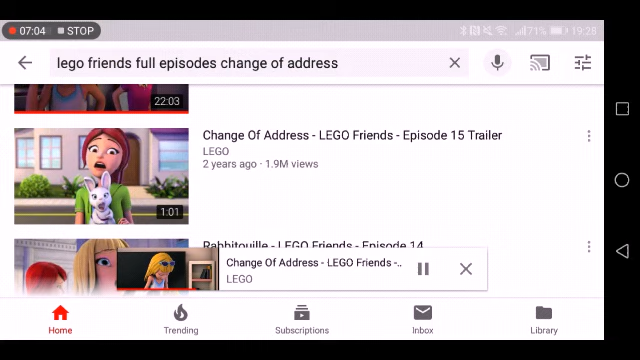 07:04 STOP
71% 19:28
lego friends full episodes change of address
22:03
Change Of Address - LEGO Friends - Episode 15 Trailer
LEGO
2 years ago · 1.9M views
1:01
Rabbitouille - LEGO Friends - Episode 14
Change Of Address - LEGO Friends -..
LEGO
Home Trending Subscriptions Inbox Library